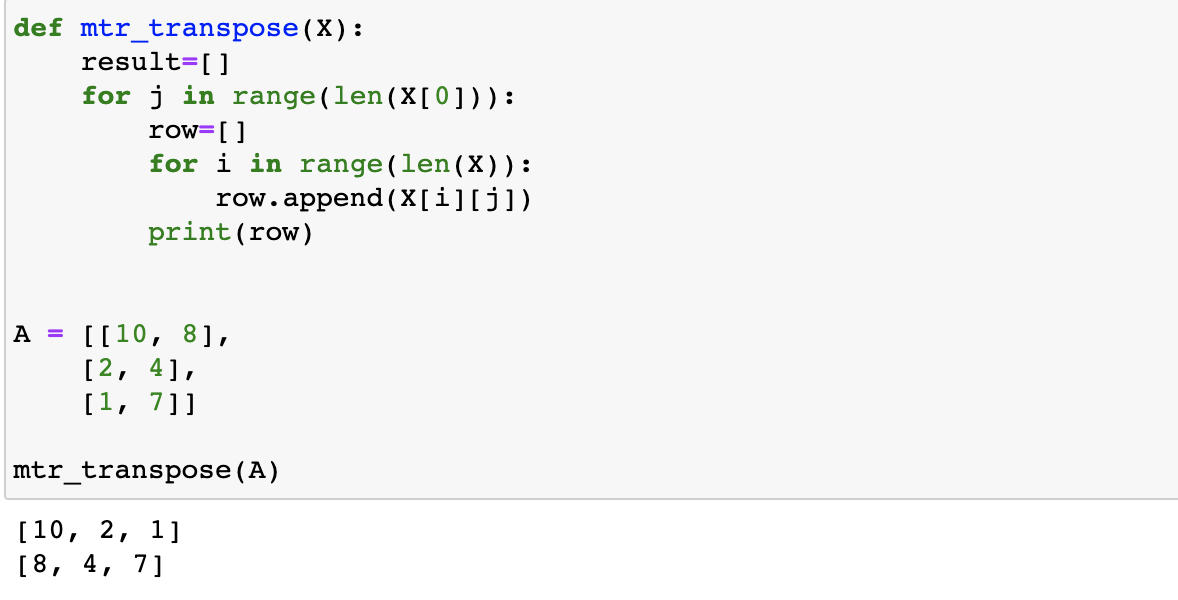 def mtr_transpose(X):
    result=[]
    for j in range(len(X[0])):
        row=[]
        for i in range(len(X)):
            row.append(X[i][j])
        print(row)
A = [[10, 8],
    [2, 4],
    [1, 7]]
mtr_transpose(A)
[10, 2, 1]
[8, 4, 7]